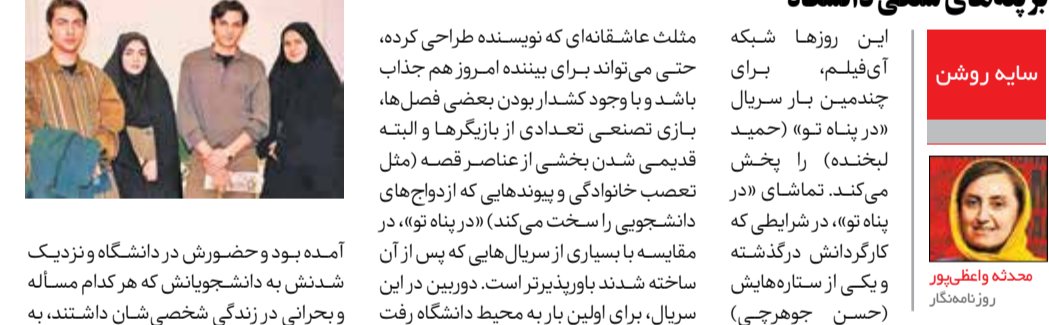 بر پله‌های سنگی دانشگاه
سایه روشن
محدثه واعظی‌پور
روزنامه‌نگار
این روزها شبکه
آی‌فیلم، برای
چندمین بار سریال
«در پناه تو» (حمید
لبخنده) را پخش
می‌کند. تماشای «در
پناه تو»، در شرایطی که
کارگردانش درگذشته
و یکی از ستاره‌هایش
(حسن جوهرچی)
مثلث عاشقانه‌ای که نویسنده طراحی کرده،
حتی می‌تواند برای بیننده امروز هم جذاب
باشد و با وجود کشدار بودن بعضی فصل‌ها،
بازی تصنعی تعدادی از بازیگرها و البته
قدیمی شدن بخشی از عناصر قصه (مثل
تعصب خانوادگی و پیوندهایی که ازدواج‌های
دانشجویی را سخت می‌کند) «در پناه تو»، در
مقایسه با بسیاری از سریال‌هایی که پس از آن
ساخته شدند باورپذیرتر است. دوربین در این
سریال، برای اولین بار به محیط دانشگاه رفت
آمده بود و حضورش در دانشگاه و نزدیک
شدنش به دانشجویانش که هر کدام مسأله
و بحرانی در زندگی شخصی‌شان داشتند، به